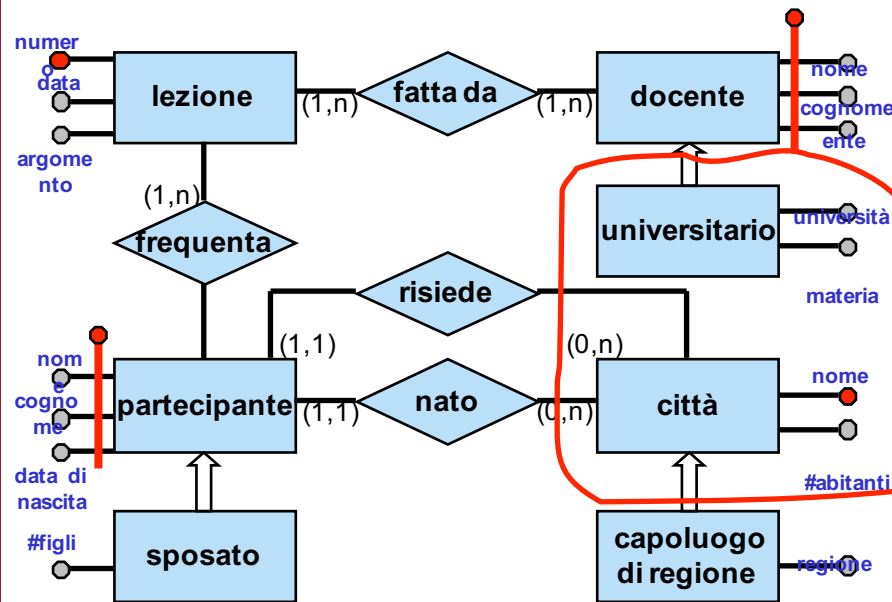 numer
o
data
argome
nto
lezione
(1,n)
fatta da
(1,n)
docente
nome
cognome
ente
(1,n)
frequenta
universitario
università
materia
risiede
(1,1)
(0,n)
nom
e
cogno
me
data di
nascita
partecipante
(1,1)
nato
(0,n)
città
nome
#abitanti
#figli
sposato
capoluogo
di regione
regione